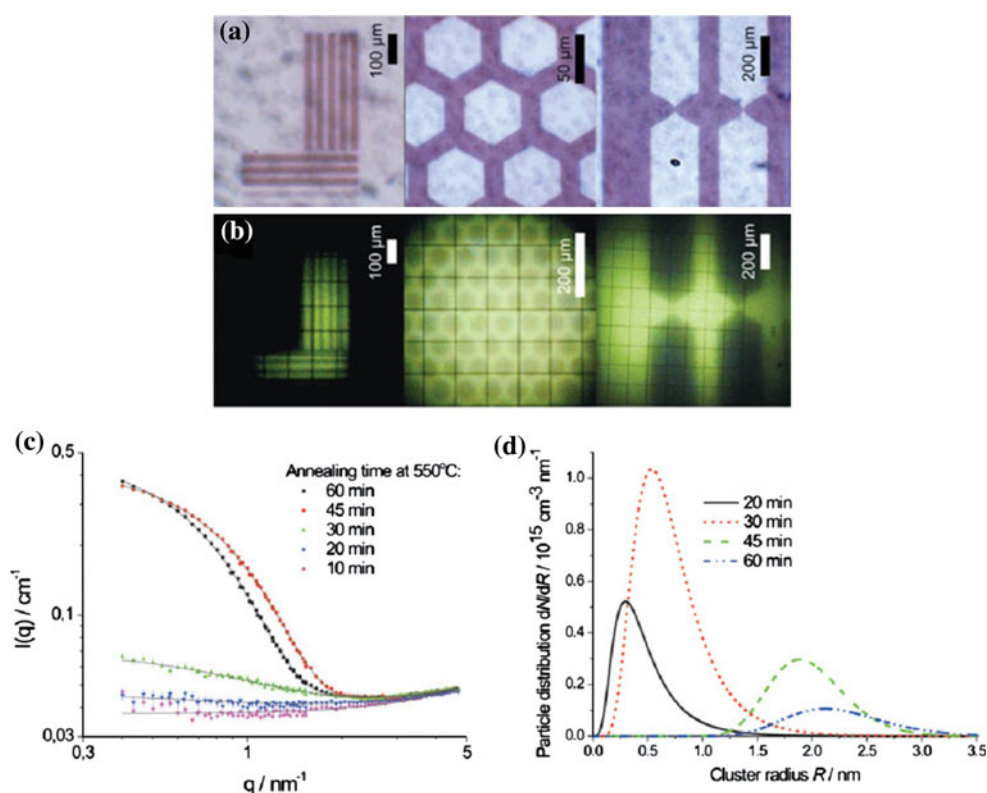 (a)
100 µm
50 µm
200 µm
(b)
100 µm
200 µm
200 µm
(c)
0,5
0,1
0,03
I(q) / cm⁻¹
Annealing time at 550°C:
60 min
45 min
30 min
20 min
10 min
0,3
1
5
q / nm⁻¹
(d)
Particle distribution dN/dR / 10¹⁵ cm⁻³ nm⁻¹
1.0
0.8
0.6
0.4
0.2
0.0
20 min
30 min
45 min
60 min
0.0 0.5 1.0 1.5 2.0 2.5 3.0 3.5
Cluster radius R / nm